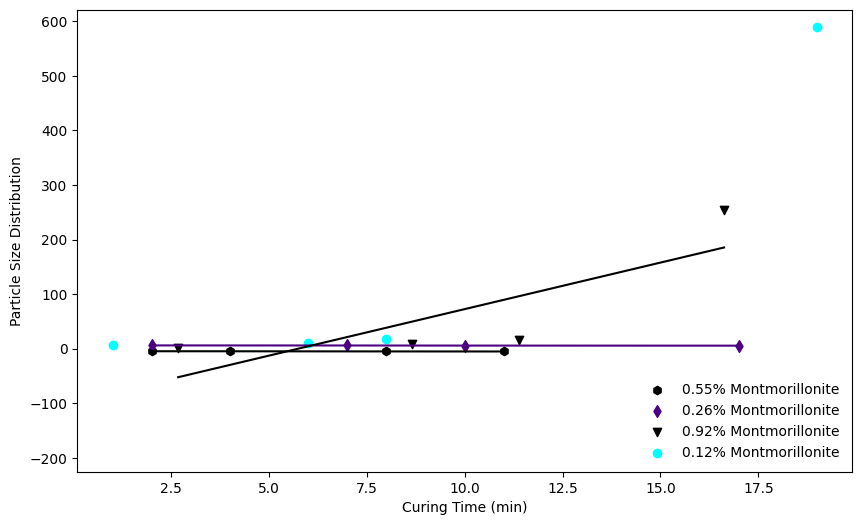 600
500
400
300
200
100
0
−100
−200
Particle Size Distribution
2.5 5.0 7.5 10.0 12.5 15.0 17.5
Curing Time (min)
0.55% Montmorillonite
0.26% Montmorillonite
0.92% Montmorillonite
0.12% Montmorillonite